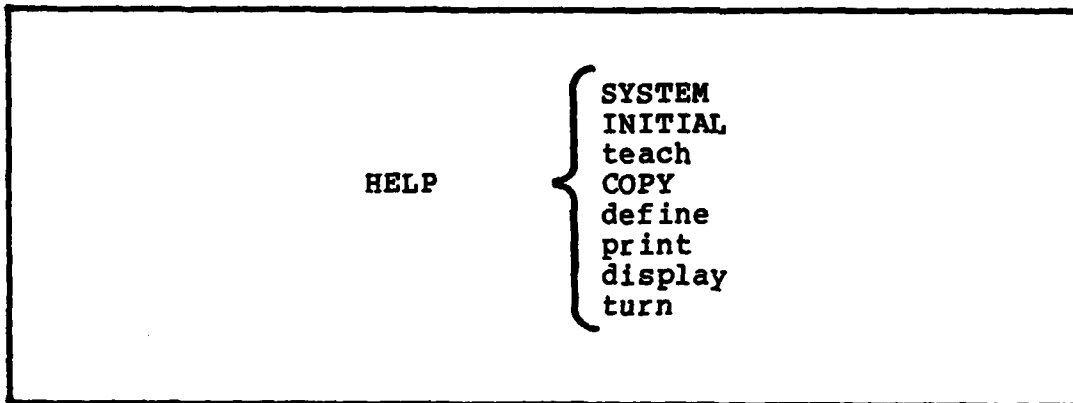 SYSTEM
INITIAL
teach
HELP COPY
define
print
display
turn